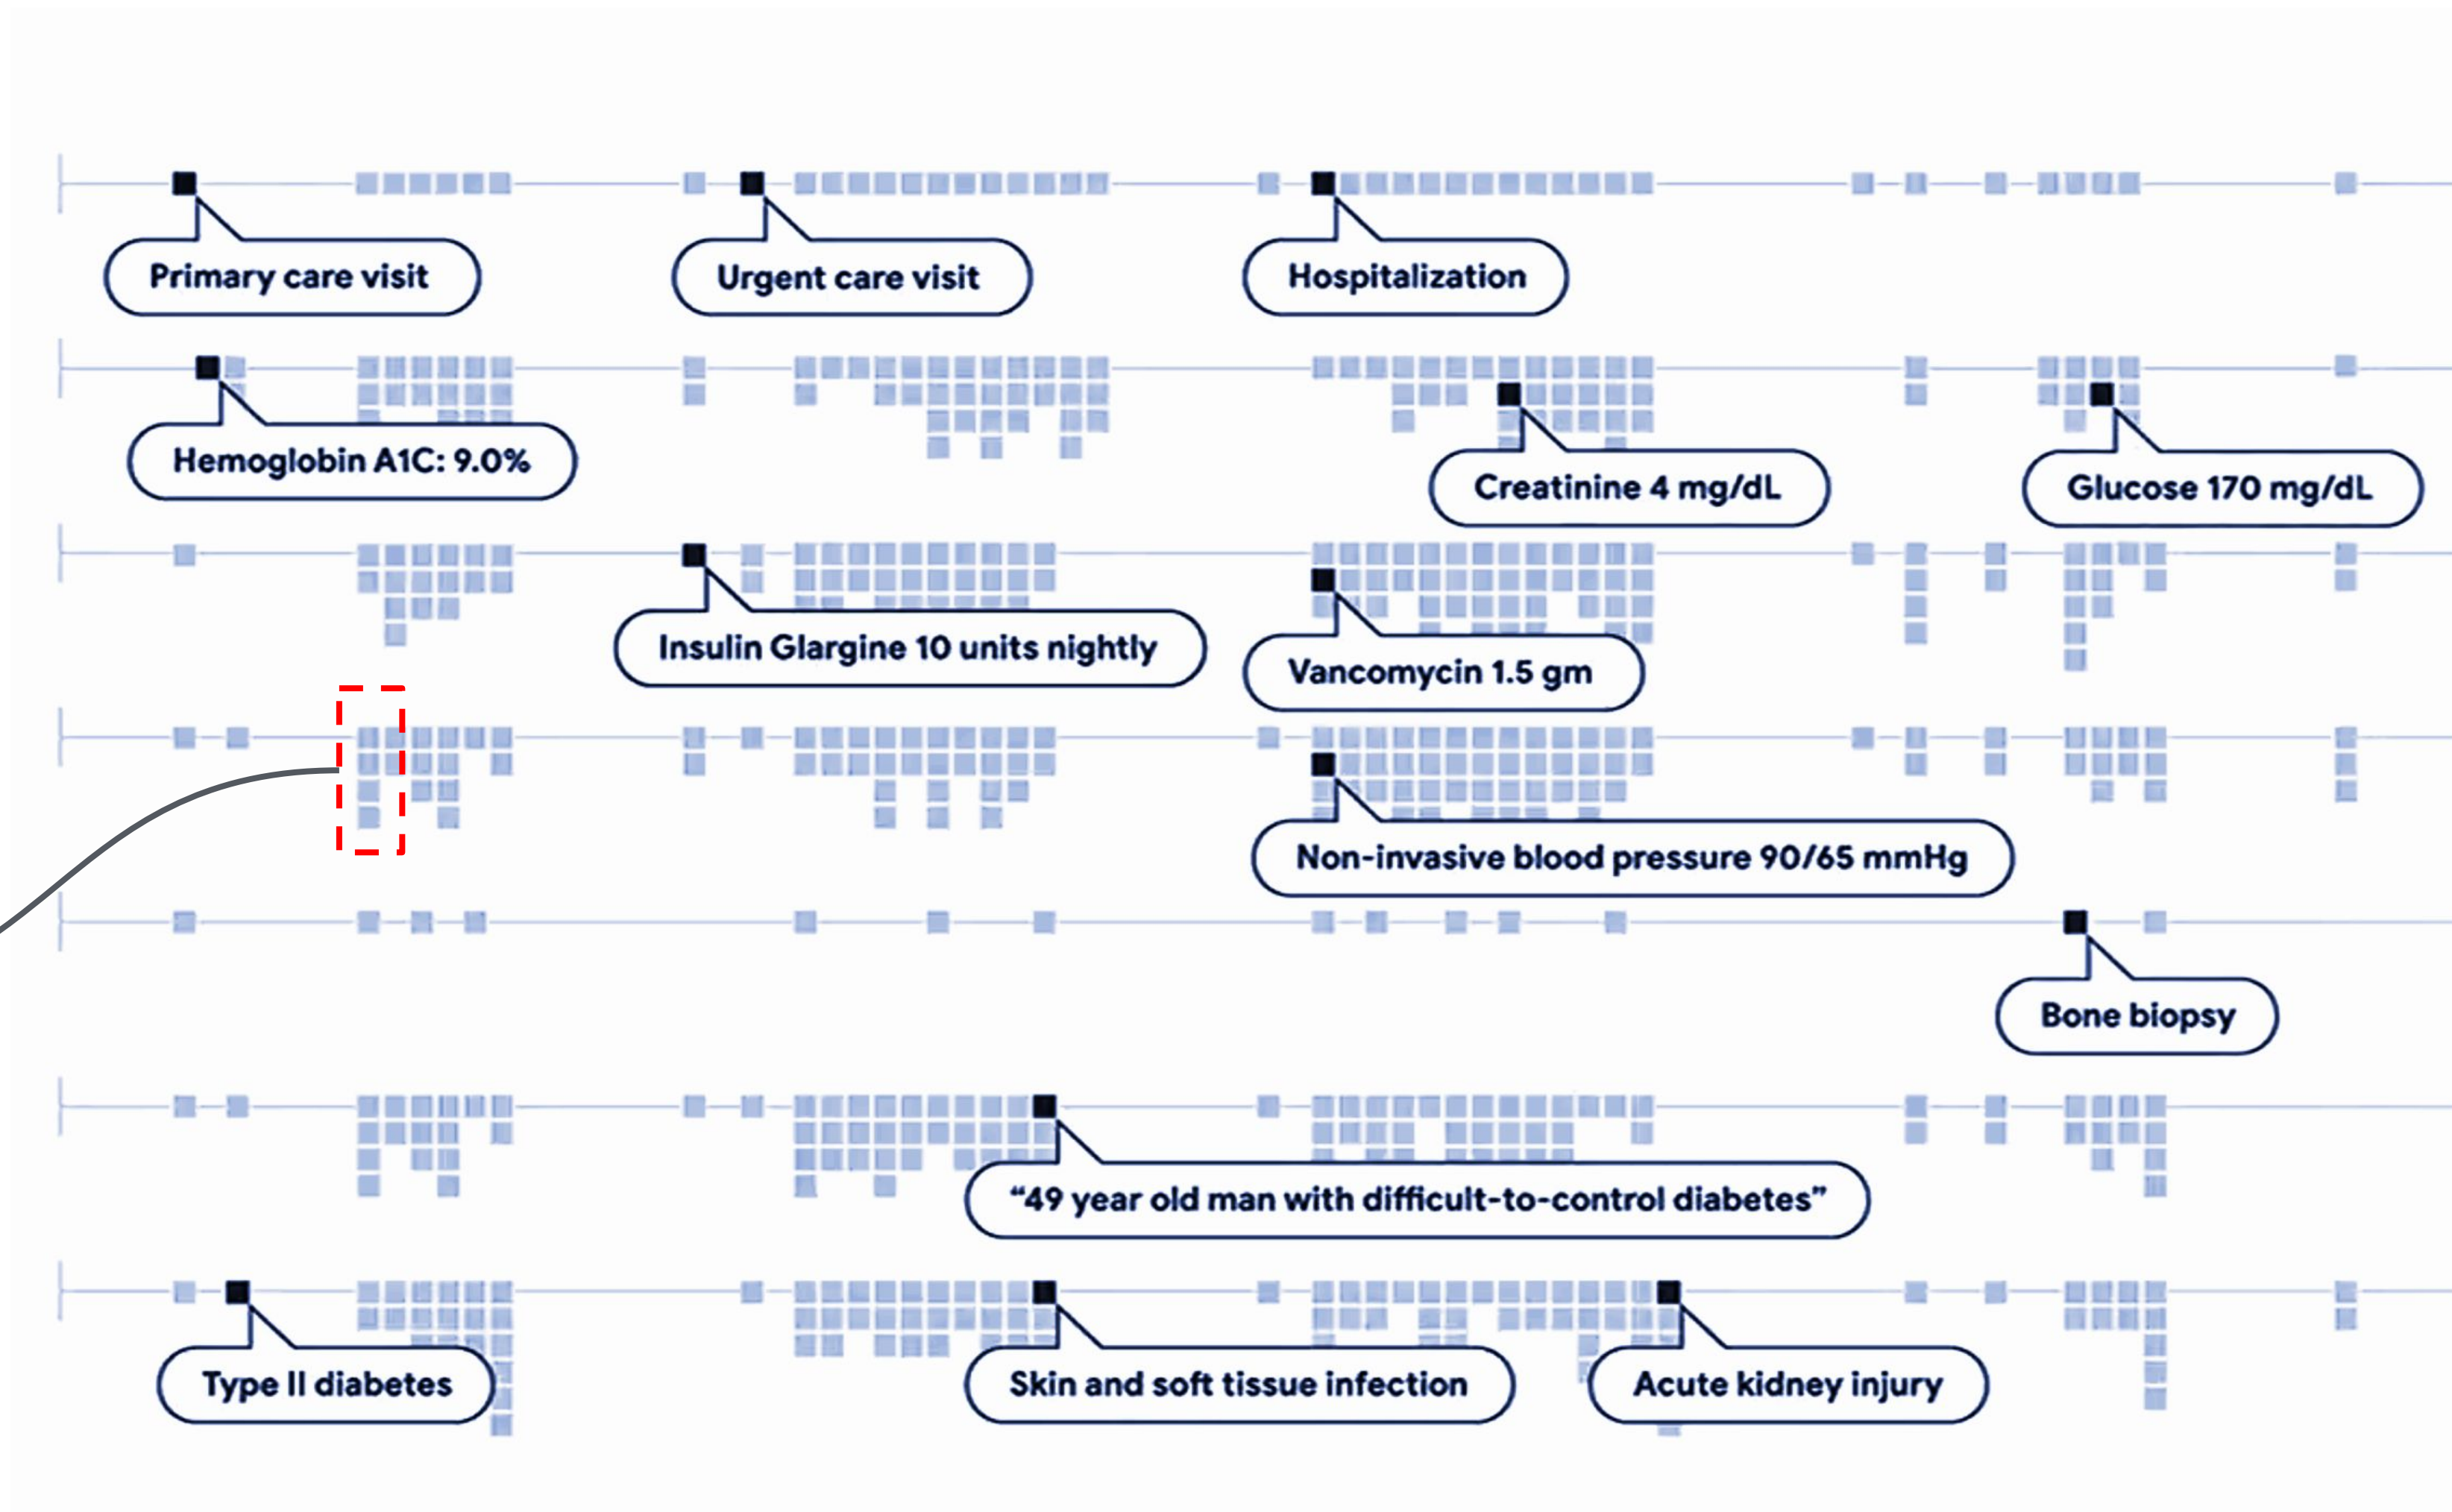 Primary care visit
Urgent care visit
Hospitalization
Hemoglobin A1C: 9.0%
Creatinine 4 mg/dL
Glucose 170 mg/dL
Insulin Glargine 10 units nightly
Vancomycin 1.5 gm
Non-invasive blood pressure 90/65 mmHg
Bone biopsy
“49 year old man with difficult-to-control diabetes”
Type II diabetes
Skin and soft tissue infection
Acute kidney injury